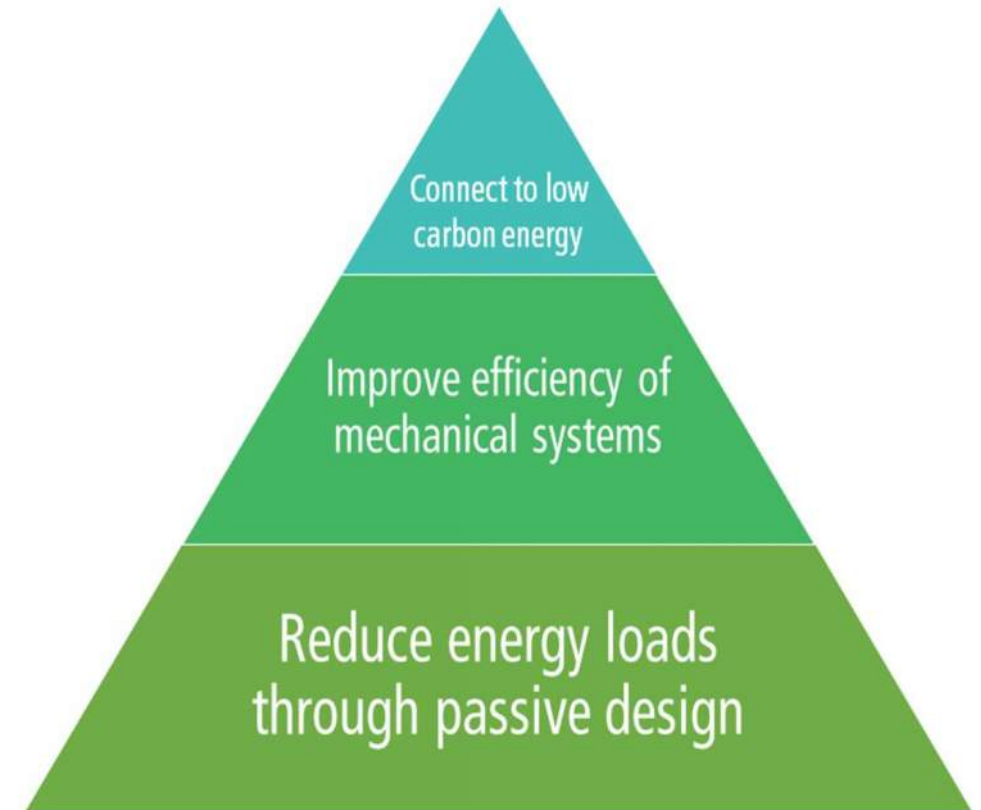 Connect to low
carbon energy
Improve efficiency of
mechanical systems
Reduce energy loads
through passive design